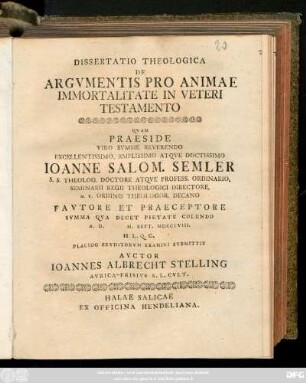 20
DISSERTATIO THEOLOGICA
DE
ARGVMENTIS PRO ANIMAE
IMMORTALITATE IN VETERI
TESTAMENTO
QVAM
PRAESIDE
VIRO SVMME REVERENDO
EXCELLENTISSIMO, AMPLISSIMO ATQVE DOCTISSIMO
IOANNE SALOM. SEMLER
S. S. THEOLOG. DOCTORE ATQVE PROFESS. ORDINARIO,
SEMINARII REGII THEOLOGICI DIRECTORE,
ORDINIS THEOLOGOR. DECANO
FAVTORE ET PRAECEPTORE
SVMMA QVA DECET PIETATE COLENDO
A. D. SEPT. MDCCLVIII.
H. L. Q. C.
PLACIDO ERVDITORVM EXAMINI SVBMITTIT
AVCTOR
IOANNES ALBRECHT STELLING
AVRICA-FRISIVS S. L. CVLT.
HALAE SALICAE
EX OFFICINA HENDELIANA.